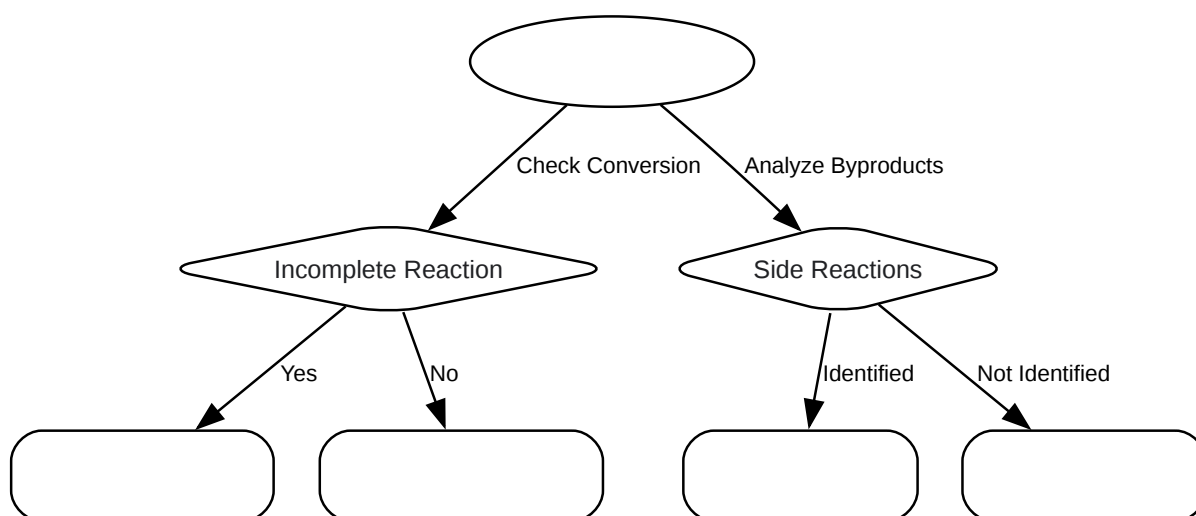 Check Conversion
Analyze Byproducts
Incomplete Reaction
Side Reactions
Yes
No
Identified
Not Identified